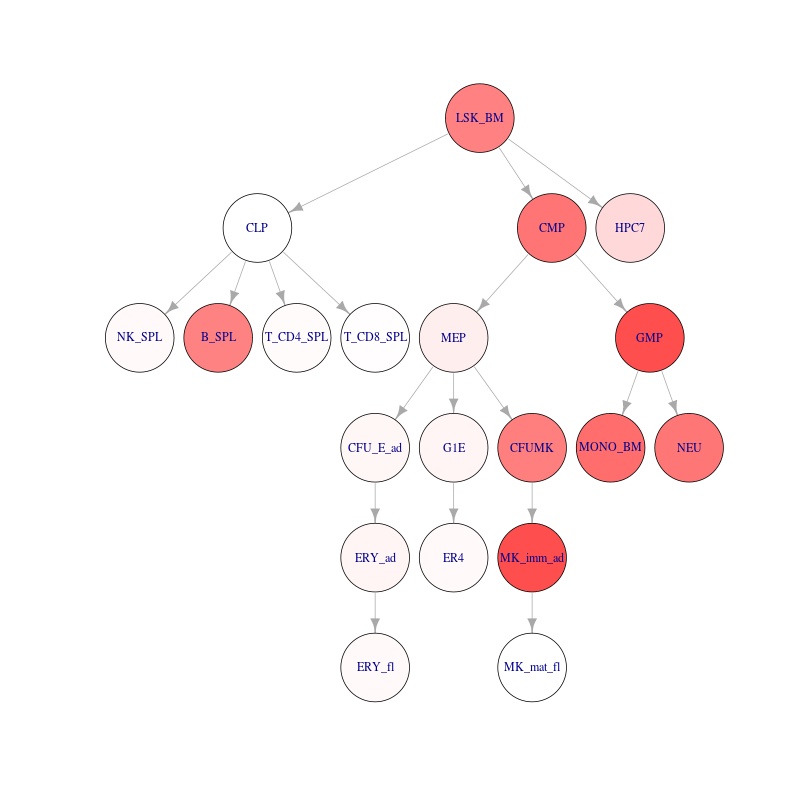 LSK_BM
CLP
CMP
HPC7
NK_SPL
B_SPL
T_CD4_SPL
T_CD8_SPL
MEP
GMP
CFU_E_ad
G1E
CFUMK
MONO_BM
NEU
ERY_ad
ER4
MK_imm_ad
ERY_fl
MK_mat_fl